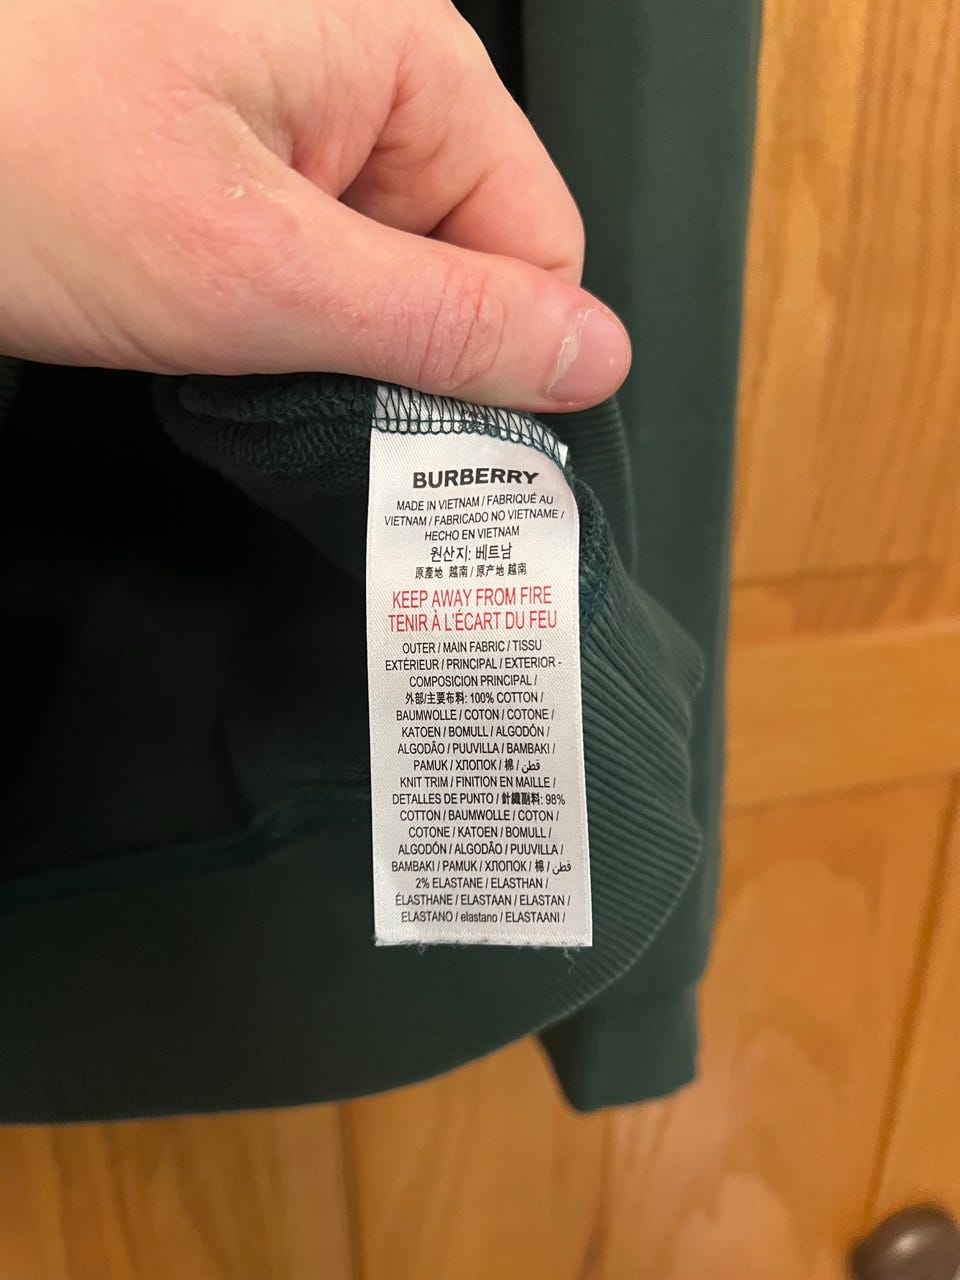 BURBERRY
MADE IN VIETNAM / FABRIQUÉ AU
VIETNAM / FABRICADO NO VIETNAME /
HECHO EN VIETNAM
원산지: 베트남
原產地 越南 / 原产地 越南
KEEP AWAY FROM FIRE
TENIR À L'ÉCART DU FEU
OUTER / MAIN FABRIC / TISSU
EXTÉRIEUR / PRINCIPAL / EXTERIOR -
COMPOSICION PRINCIPAL /
外部/主要布料: 100% COTTON /
BAUMWOLLE / COTON / COTONE /
KATOEN / BOMULL / ALGODÓN /
ALGODÃO / PUUVILLA / BAMBAKI /
PAMUK / ХЛОПОК / 棉 / قطن
KNIT TRIM / FINITION EN MAILLE /
DETALLES DE PUNTO / 針織副料: 98%
COTTON / BAUMWOLLE / COTON /
COTONE / KATOEN / BOMULL /
ALGODÓN / ALGODÃO / PUUVILLA /
BAMBAKI / PAMUK / ХЛОПОК / 棉 / قطن
2% ELASTANE / ELASTHAN /
ÉLASTHANE / ELASTAAN / ELASTAN /
ELASTANO / elastano / ELASTAANI /